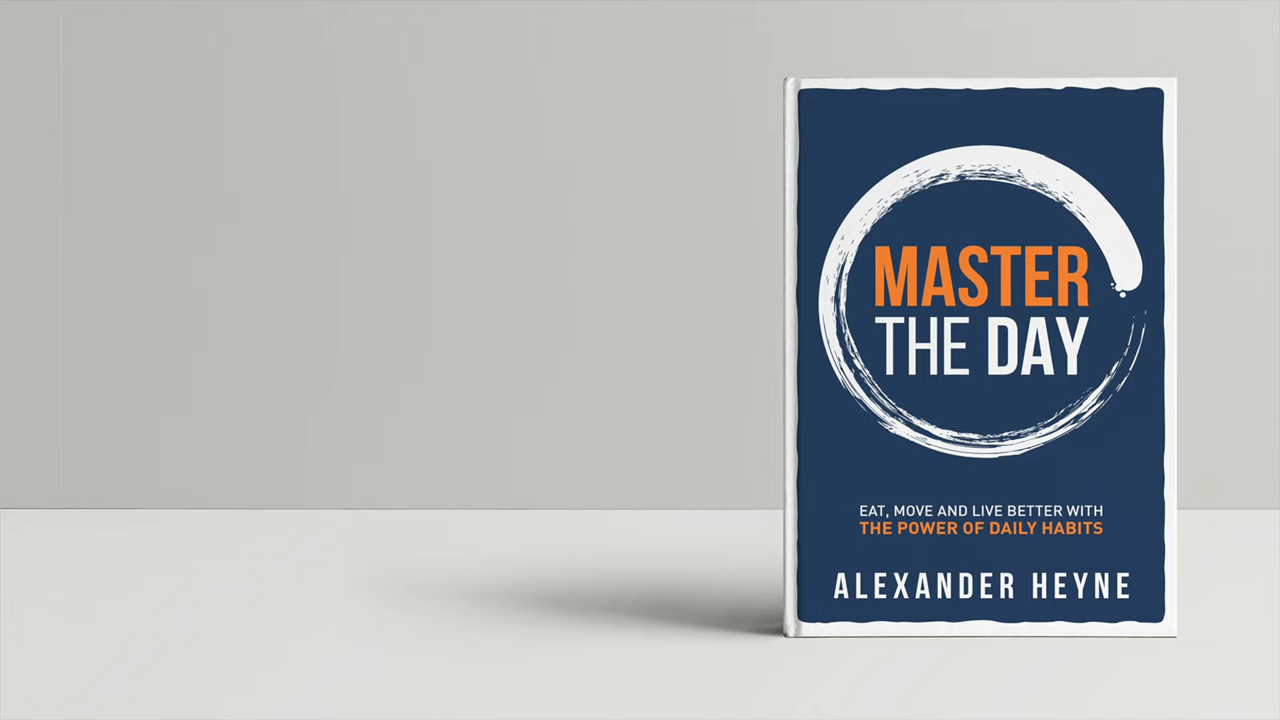 MASTER
THE DAY
EAT, MOVE AND LIVE BETTER WITH
THE POWER OF DAILY HABITS
ALEXANDER HEYNE